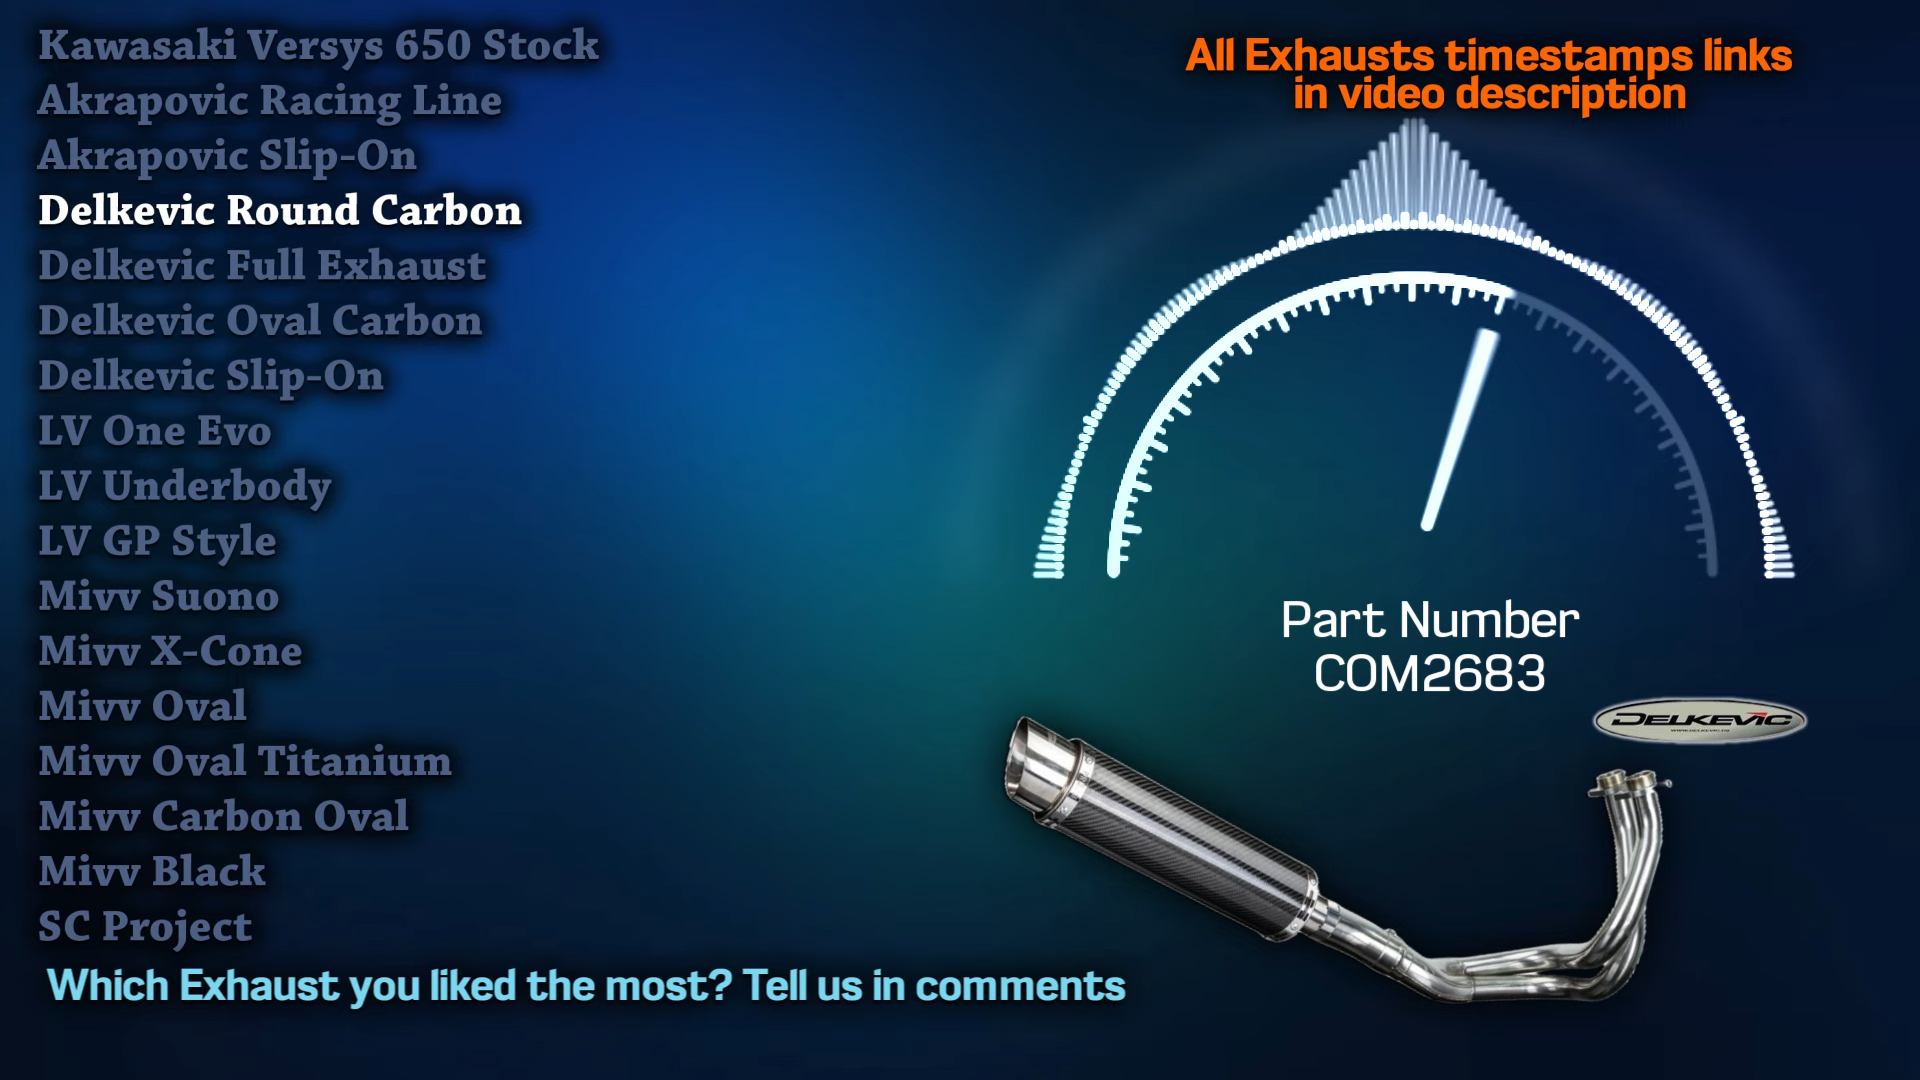 Kawasaki Versys 650 Stock
Akrapovic Racing Line
Akrapovic Slip-On
Delkevic Round Carbon
Delkevic Full Exhaust
Delkevic Oval Carbon
Delkevic Slip-On
LV One Evo
LV Underbody
LV GP Style
Mivv Suono
Mivv X-Cone
Mivv Oval
Mivv Oval Titanium
Mivv Carbon Oval
Mivv Black
SC Project
Which Exhaust you liked the most? Tell us in comments
All Exhausts timestamps links
in video description
Part Number
COM2683
DELKEVIC